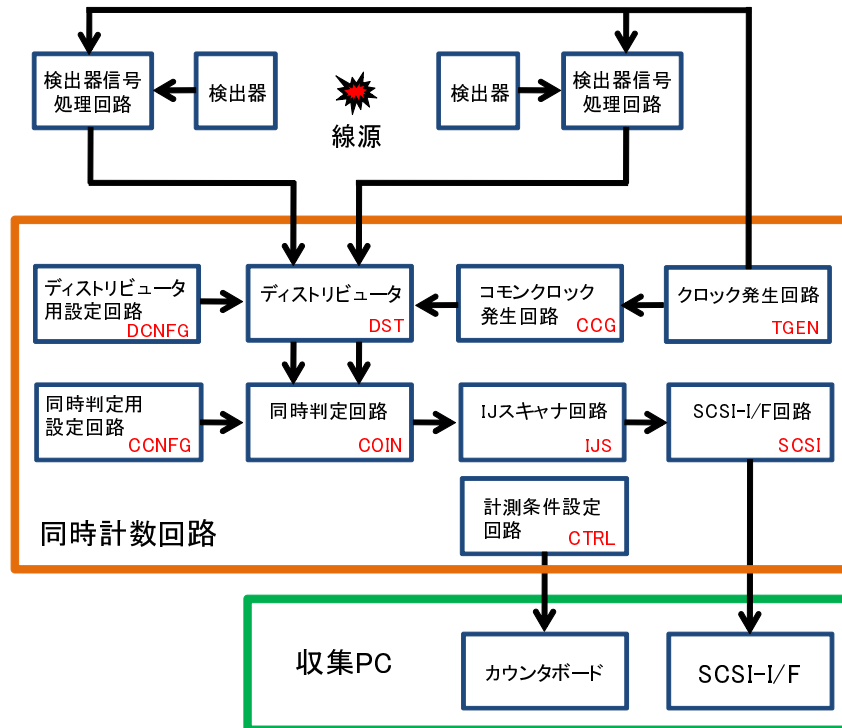 検出器信号
処理回路
検出器
線源
検出器
検出器信号
処理回路
ディストリビュータ
用設定回路
DCNFG
ディストリビュータ
DST
コモンクロック
発生回路
CCG
クロック発生回路
TGEN
同時判定用
設定回路
CCNFG
同時判定回路
COIN
IJスキャナ回路
IJS
SCSI-I/F回路
SCSI
計測条件設定
回路
CTRL
同時計数回路
収集PC
カウンタボード
SCSI-I/F